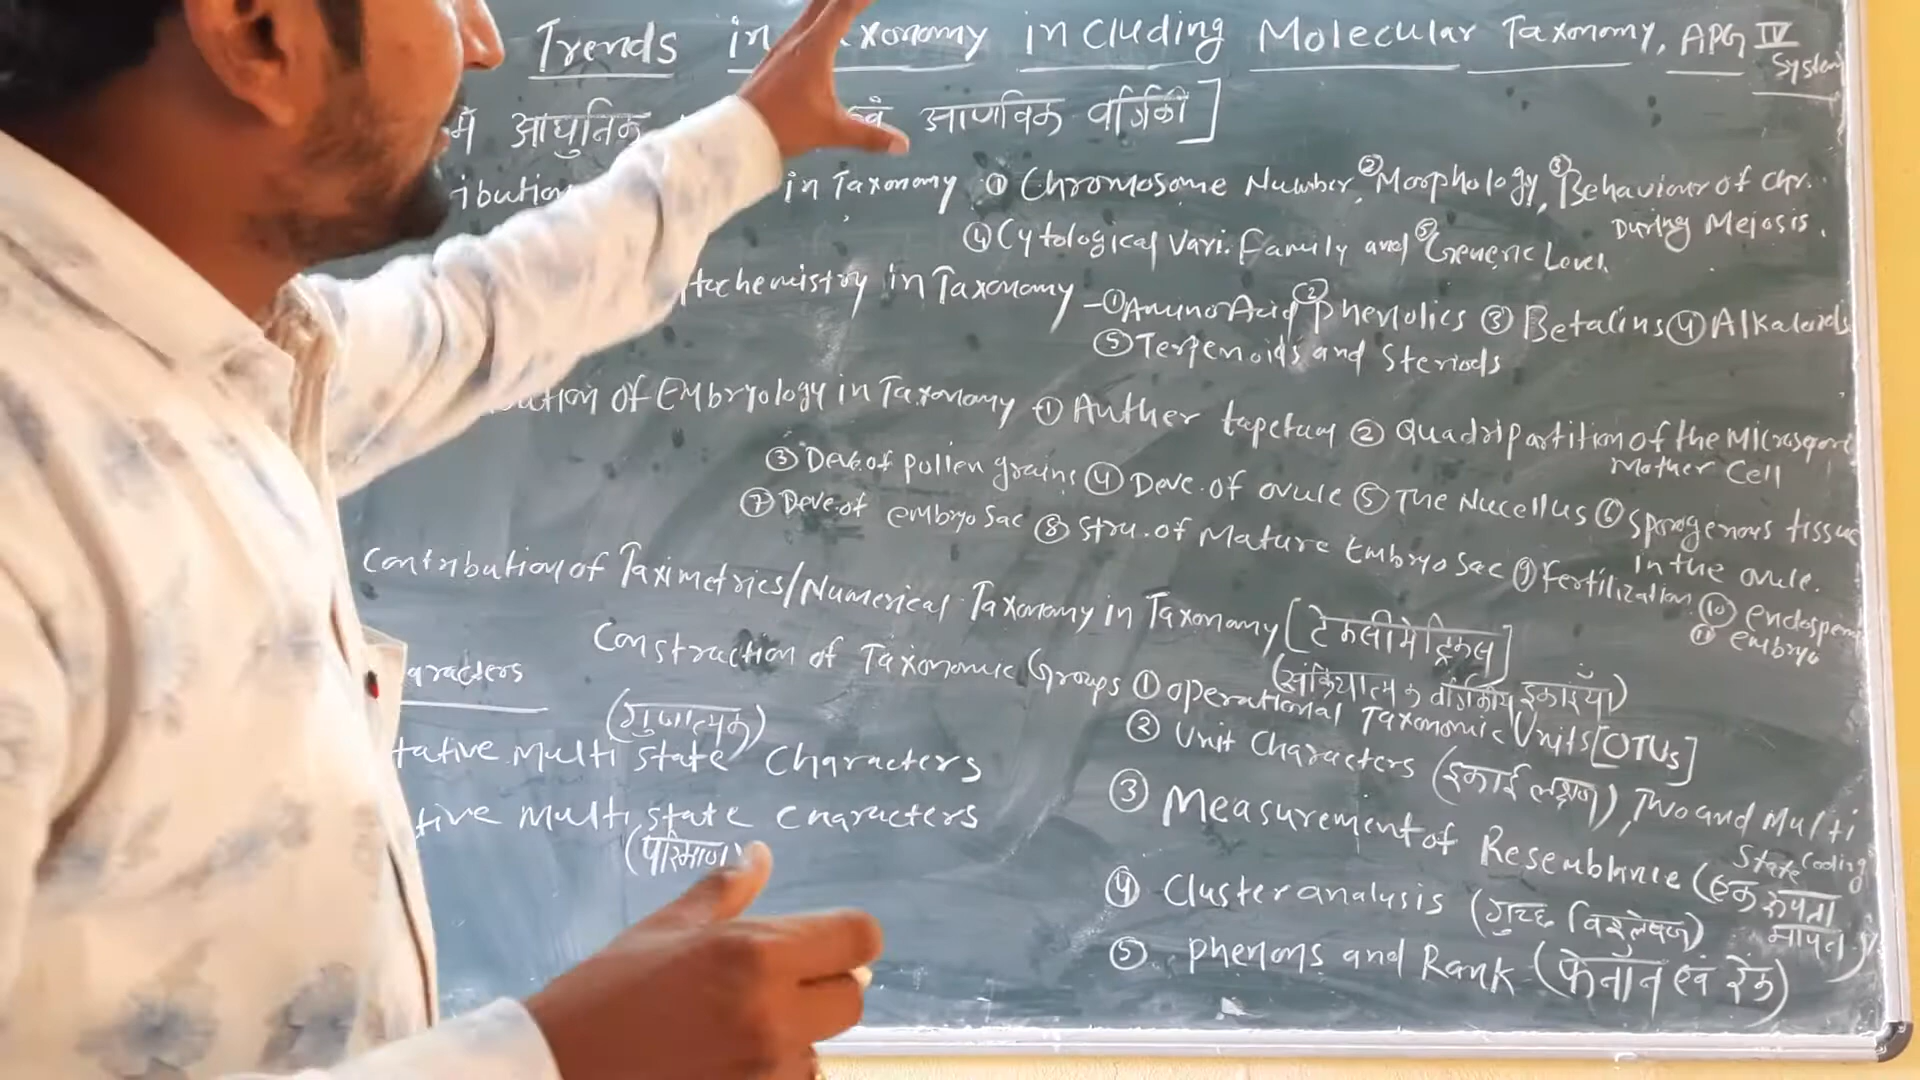 Trends in Taxonomy including Molecular Taxonomy, APG IV System
में आधुनिक एवं आणविक वर्गिकी]
ibution in Taxonomy ① Chromosome Number, ② Morphology, ③ Behaviour of Chr..
During Meiosis.
④ Cytological Vari. Family and ⑤ Generic Level.
tochemistry in Taxonomy - ① Amino Acid ② Phenolics ③ Betalins ④ Alkaloids
⑤ Terpenoids and Steriods
ution of Embryology in Taxonomy ① Anther tapetum ② Quadripartition of the Microspore
Mother Cell
③ Deve. of pollen grains ④ Deve. of ovule ⑤ The Nucellus ⑥ Sporogenous tissue
in the ovule.
⑦ Deve. of embryo sac ⑧ Stru. of Mature Embryo sac ⑨ Fertilization ⑩ endosperm
⑪ embryo
Contribution of Taximetrics/Numerical Taxonomy in Taxonomy
Construction of Taxonomic Groups ① Operational Taxonomic Units [OTUs]
(संख्यात्मक वर्गिकीय इकाइयाँ)
aracters
(गुणात्मक)
tative Multi state Characters
tive Multi state Characters
(परिमाण)
② Unit Characters (इकाई लक्षण), Two and Multi
State Coding
③ Measurement of Resemblance (एक रूपता
मापन)
④ Cluster analysis (गुच्छ विश्लेषण)
⑤ Phenons and Rank (फेनान एवं रैंक)